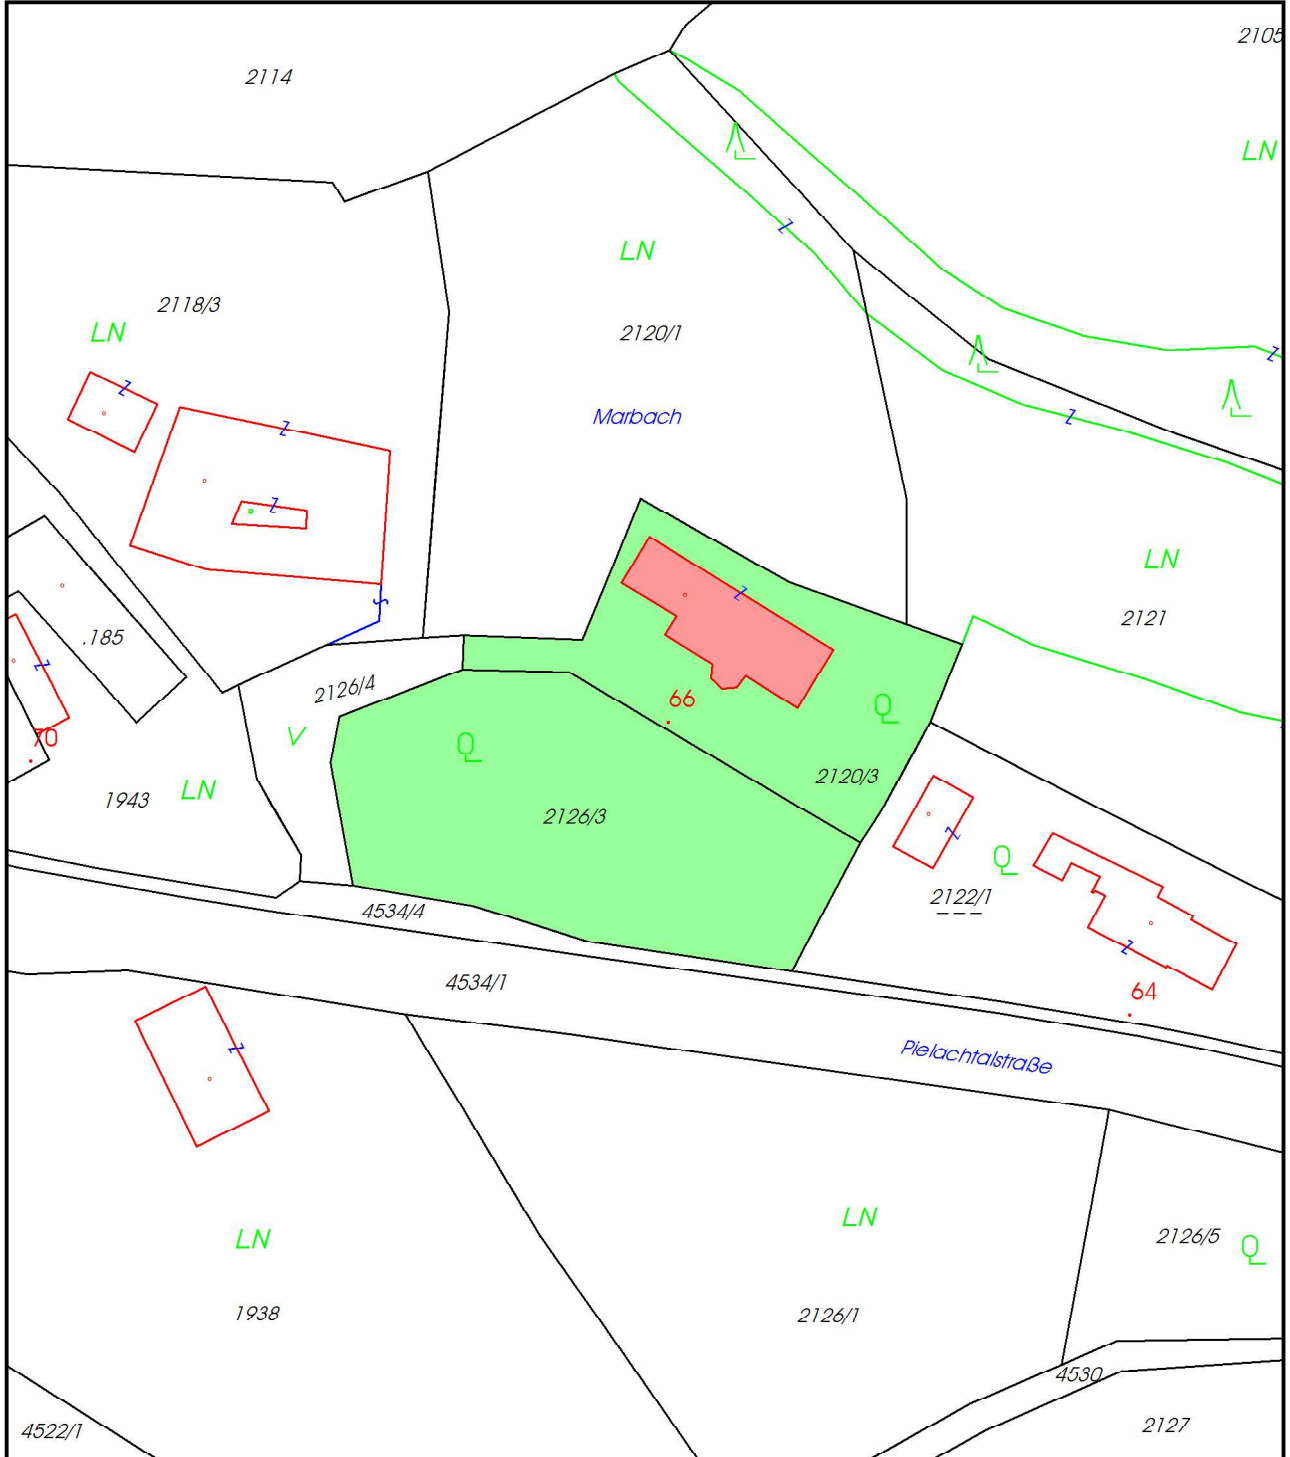 2105
2114
LN
LN
2118/3
LN
2120/1
Z
Z
Marbach
Z
Z
Z
Z
LN
Z
S
2121
.185
Z
2126/4
66
Q
V
Q
70
2120/3
LN
1943
2126/3
Z
Q
2122/1
4534/4
4534/1
Z
64
Z
Pielachtalstraße
LN
LN
2126/5
Q
1938
2126/1
4530
4522/1
2127